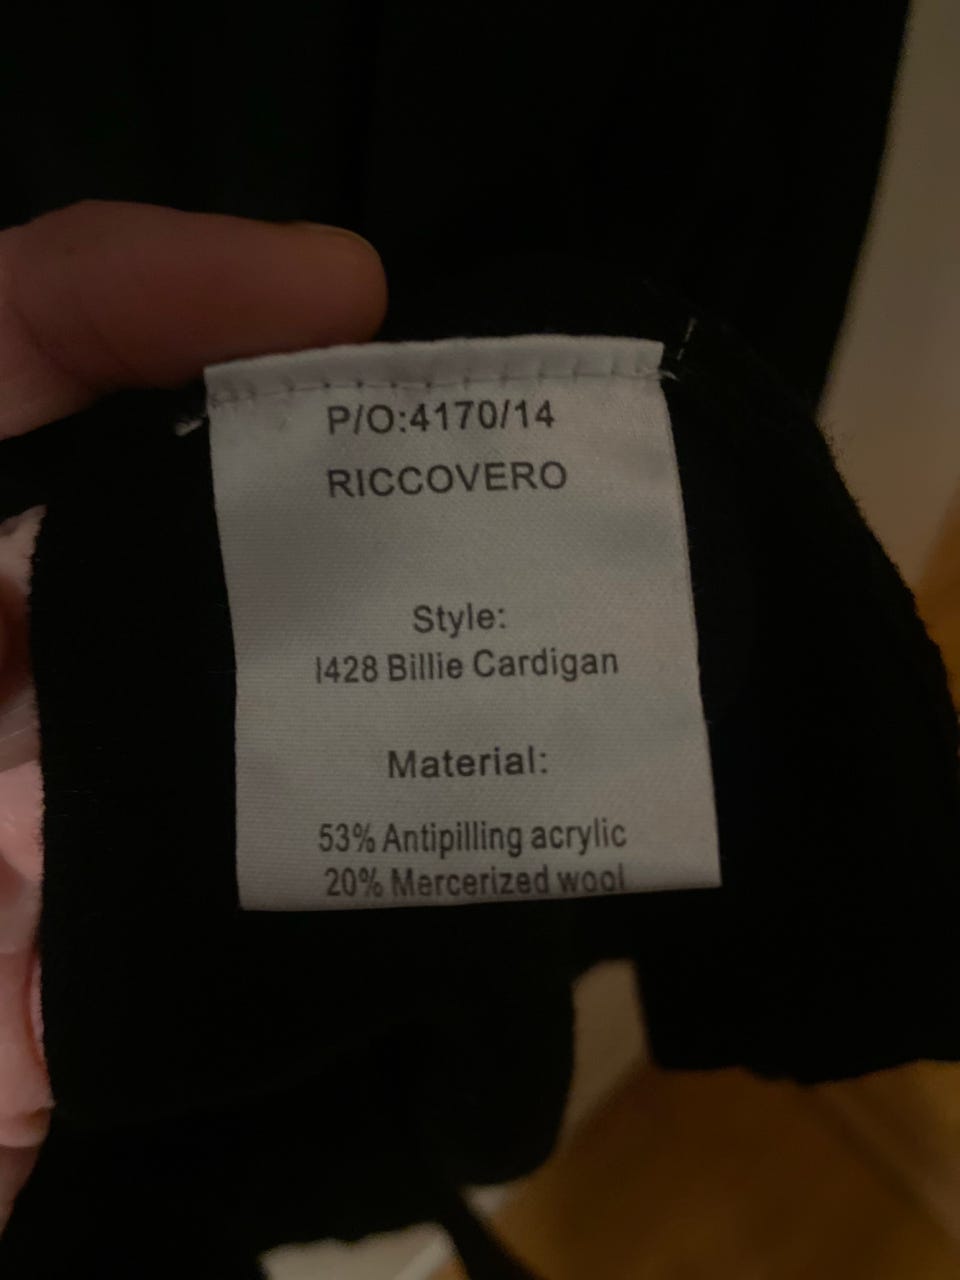 P/O:4170/14
RICCOVERO
Style:
I428 Billie Cardigan
Material:
53% Antipilling acrylic
20% Mercerized wool